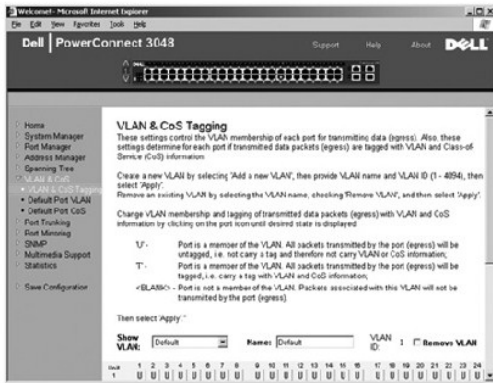 Welcome! - Microsoft Internet Explorer
File Edit View Favorites Tools Help
Dell PowerConnect 3048
Support Help About DELL
Home
System Manager
Port Manager
Address Manager
Spanning Tree
VLAN & CoS
VLAN & CoS Tagging
Default Port VLAN
Default Port CoS
Port Trunking
Port Mirroring
SNMP
Multimedia Support
Statistics
Save Configuration
VLAN & CoS Tagging
These settings control the VLAN membership of each port for transmitting data (egress). Also, these
settings determine for each port if transmitted data packets (egress) are tagged with VLAN and Class-of-
Service (CoS) information
Create a new VLAN by selecting 'Add a new VLAN', then provide VLAN name and VLAN ID (1 - 4094), then
select 'Apply'.
Remove an existing VLAN by selecting the VLAN name, checking 'Remove VLAN', and then select 'Apply'.
Change VLAN membership and tagging of transmitted data packets (egress) with VLAN and CoS
information by clicking on the port icon until desired state is displayed
'U' - Port is a member of the VLAN. All packets transmitted by the port (egress) will be
untagged, i.e. not carry a tag and therefore not carry VLAN or CoS information;
'T' - Port is a member of the VLAN. All packets transmitted by the port (egress) will be
tagged, i.e. carry a tag with VLAN and CoS information;
<BLANK> - Port is not a member of the VLAN. Packets associated with this VLAN will not be
transmitted by the port (egress)
Then select 'Apply'."
Show VLAN: Default Name: Default VLAN ID: 1 Remove VLAN
Unit 1 2 3 4 5 6 7 8 9 10 11 12 13 14 15 16 17 18 19 20 21 22 23 24
1 U U U U U U U U U U U U U U U U U U U U U U U U